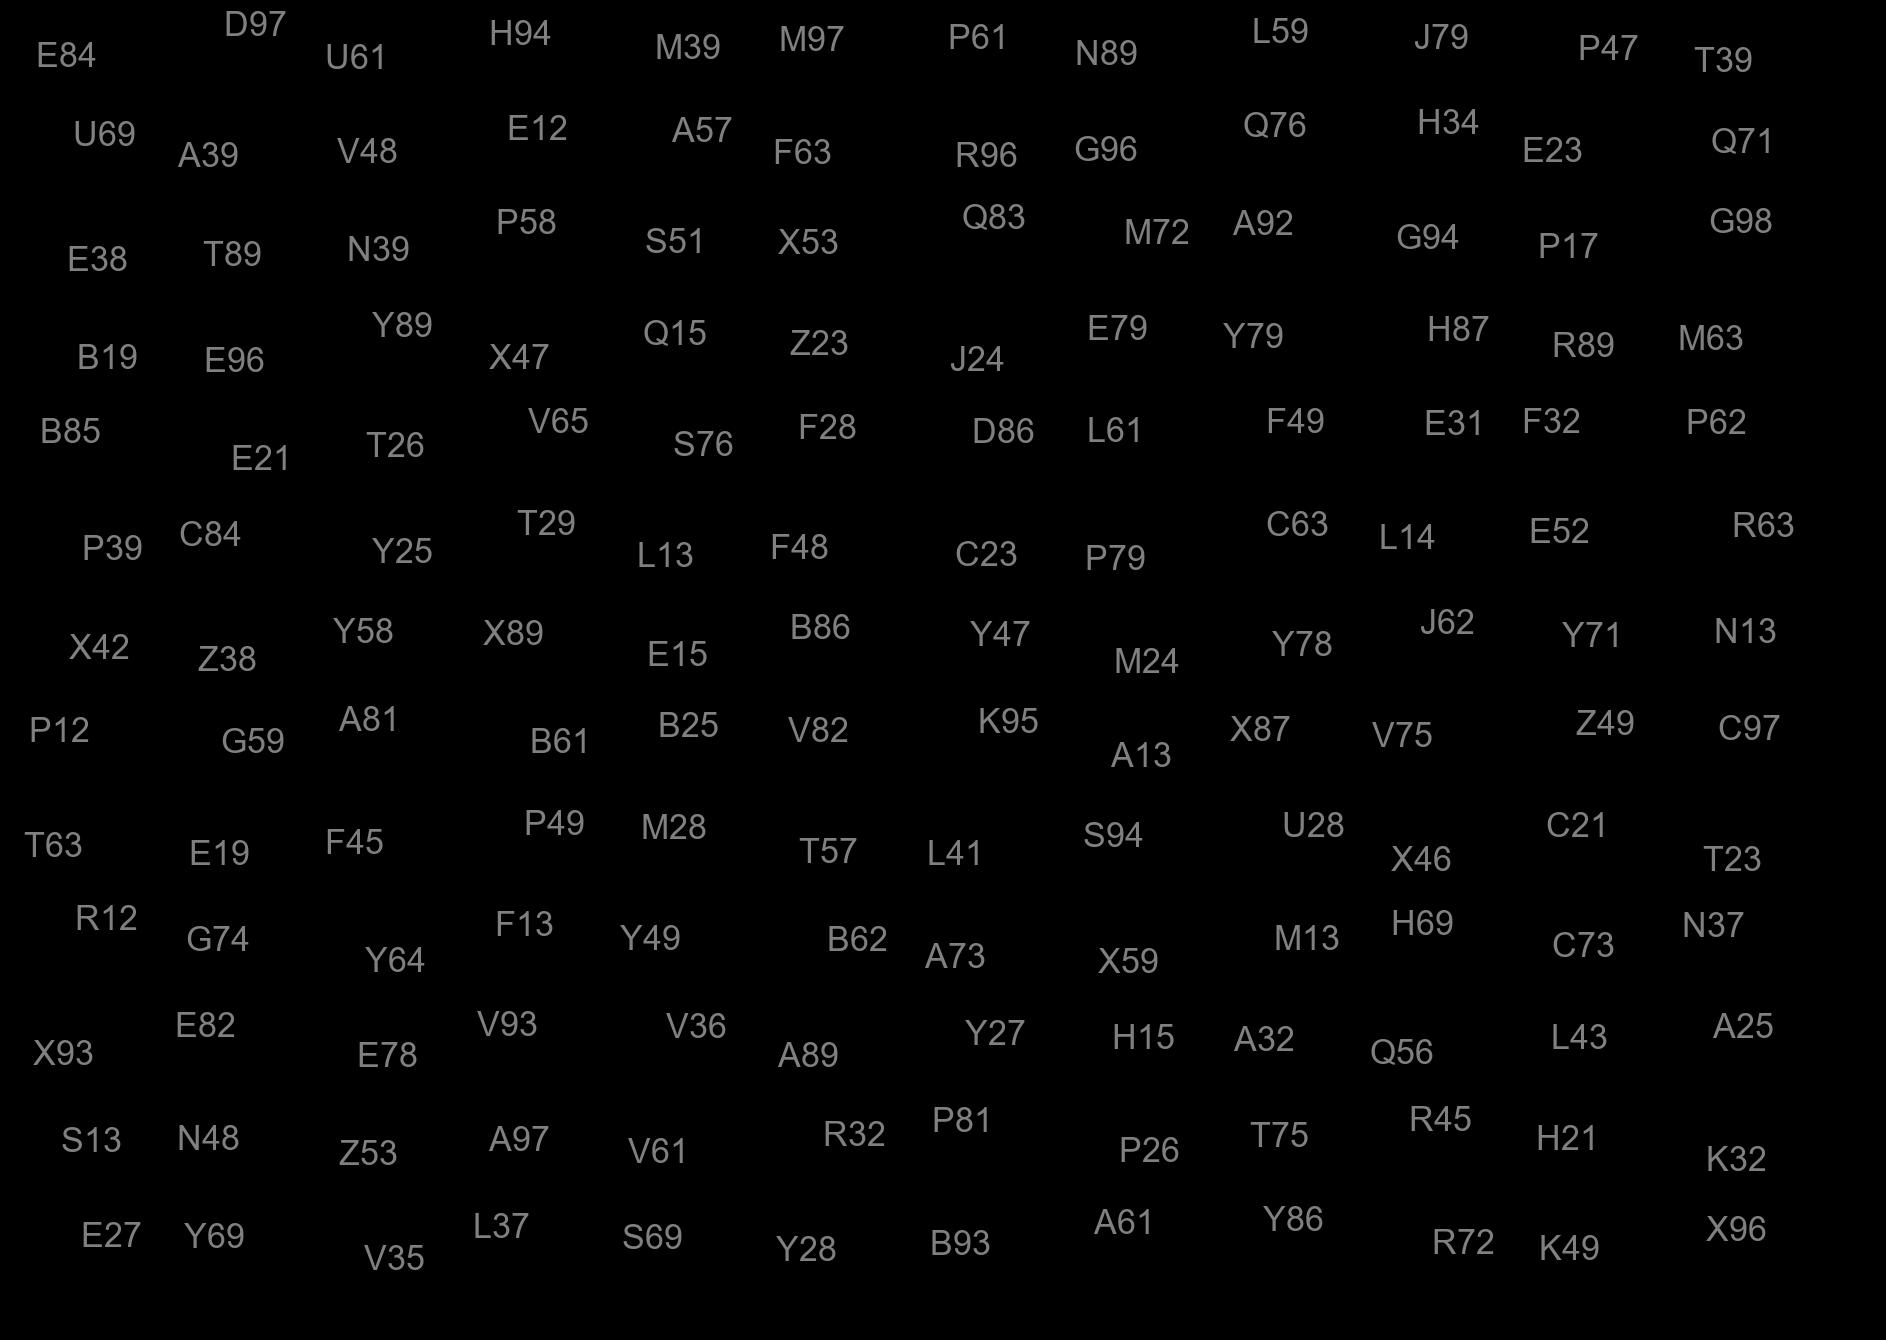 E84 D97 U61 H94 M39 M97 P61 N89 L59 J79 P47 T39
U69 A39 V48 E12 A57 F63 R96 G96 Q76 H34 E23 Q71
E38 T89 N39 P58 S51 X53 Q83 M72 A92 G94 P17 G98
B19 E96 Y89 X47 Q15 Z23 J24 E79 Y79 H87 R89 M63
B85 E21 T26 V65 S76 F28 D86 L61 F49 E31 F32 P62
P39 C84 Y25 T29 L13 F48 C23 P79 C63 L14 E52 R63
X42 Z38 Y58 X89 E15 B86 Y47 M24 Y78 J62 Y71 N13
P12 G59 A81 B61 B25 V82 K95 A13 X87 V75 Z49 C97
T63 E19 F45 P49 M28 T57 L41 S94 U28 X46 C21 T23
R12 G74 Y64 F13 Y49 B62 A73 X59 M13 H69 C73 N37
X93 E82 E78 V93 V36 A89 Y27 H15 A32 Q56 L43 A25
S13 N48 Z53 A97 V61 R32 P81 P26 T75 R45 H21 K32
E27 Y69 V35 L37 S69 Y28 B93 A61 Y86 R72 K49 X96